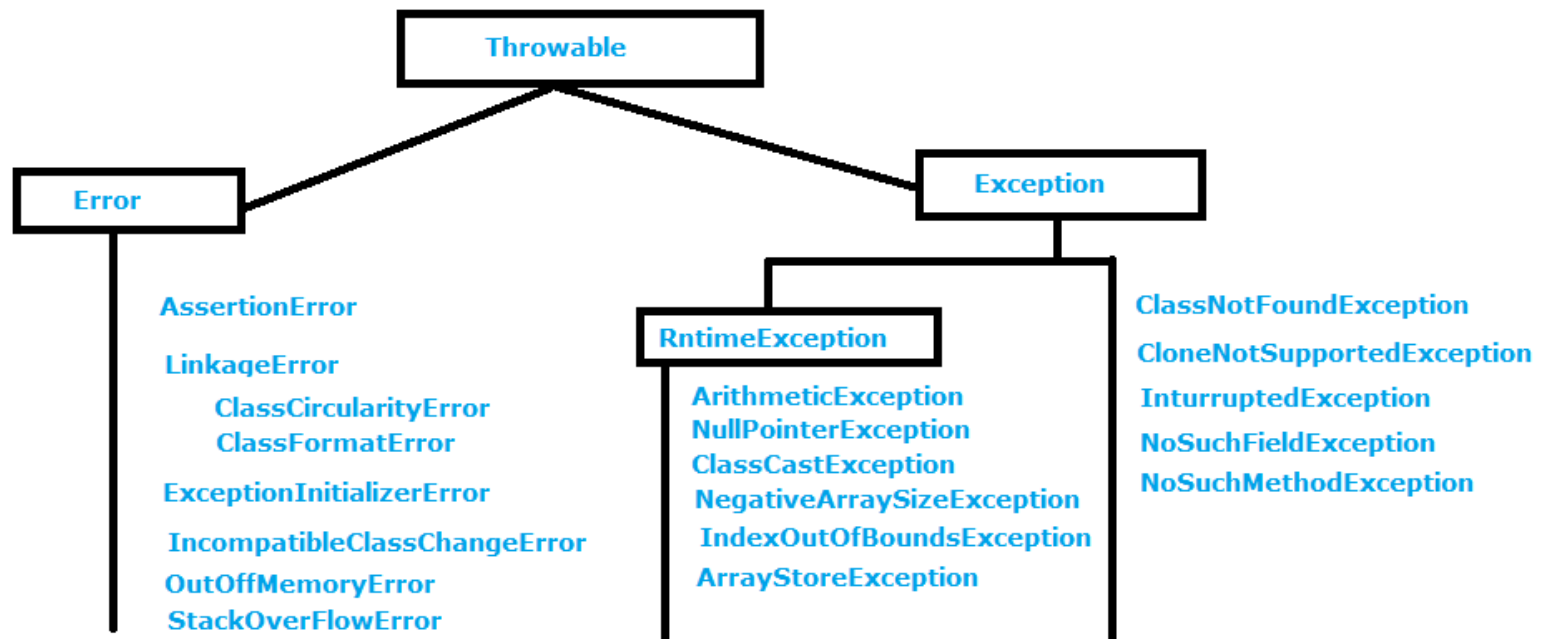 Throwable
Error
Exception
AssertionError
LinkageError
ClassCircularityError
ClassFormatError
ExceptionInitializerError
IncompatibleClassChangeError
OutOffMemoryError
StackOverFlowError
RntimeException
ArithmeticException
NullPointerException
ClassCastException
NegativeArraySizeException
IndexOutOfBoundsException
ArrayStoreException
ClassNotFoundException
CloneNotSupportedException
InturruptedException
NoSuchFieldException
NoSuchMethodException